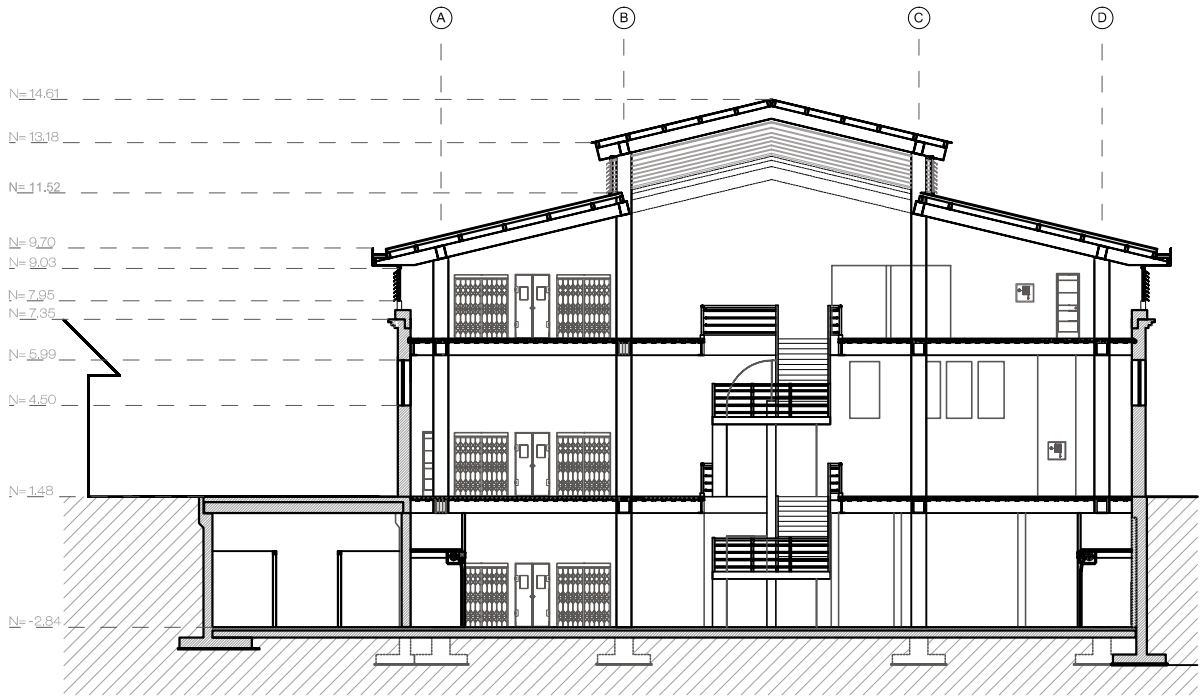 A B C D
N= 14.61
N= 13.18
N= 11.52
N= 9.70
N= 9.03
N= 7.95
N= 7.35
N= 5.99
N= 4.50
N= 1.48
N= -2.84